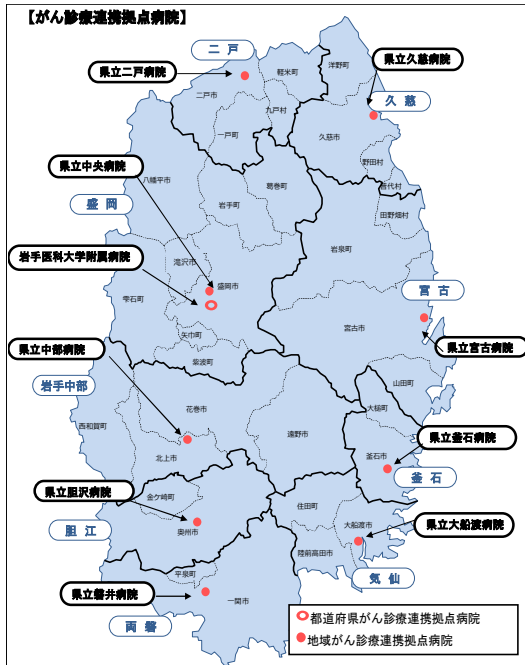 【がん診療連携拠点病院】
二戸
県立二戸病院
軽米町
洋野町
県立久慈病院
二戸市
九戸村
久慈
一戸町
久慈市
野田村
県立中央病院
八幡平市
葛巻町
普代村
盛岡
岩手町
田野畑村
岩泉町
滝沢市
岩手医科大学附属病院
盛岡市
雫石町
宮古
矢巾町
宮古市
県立中部病院
県立宮古病院
紫波町
山田町
岩手中部
花巻市
大槌町
西和賀町
遠野市
県立釜石病院
北上市
釜石市
釜石
県立胆沢病院
金ケ崎町
住田町
大船渡市
県立大船渡病院
胆江
奥州市
陸前高田市
平泉町
気仙
県立磐井病院
一関市
両磐
都道府県がん診療連携拠点病院
地域がん診療連携拠点病院